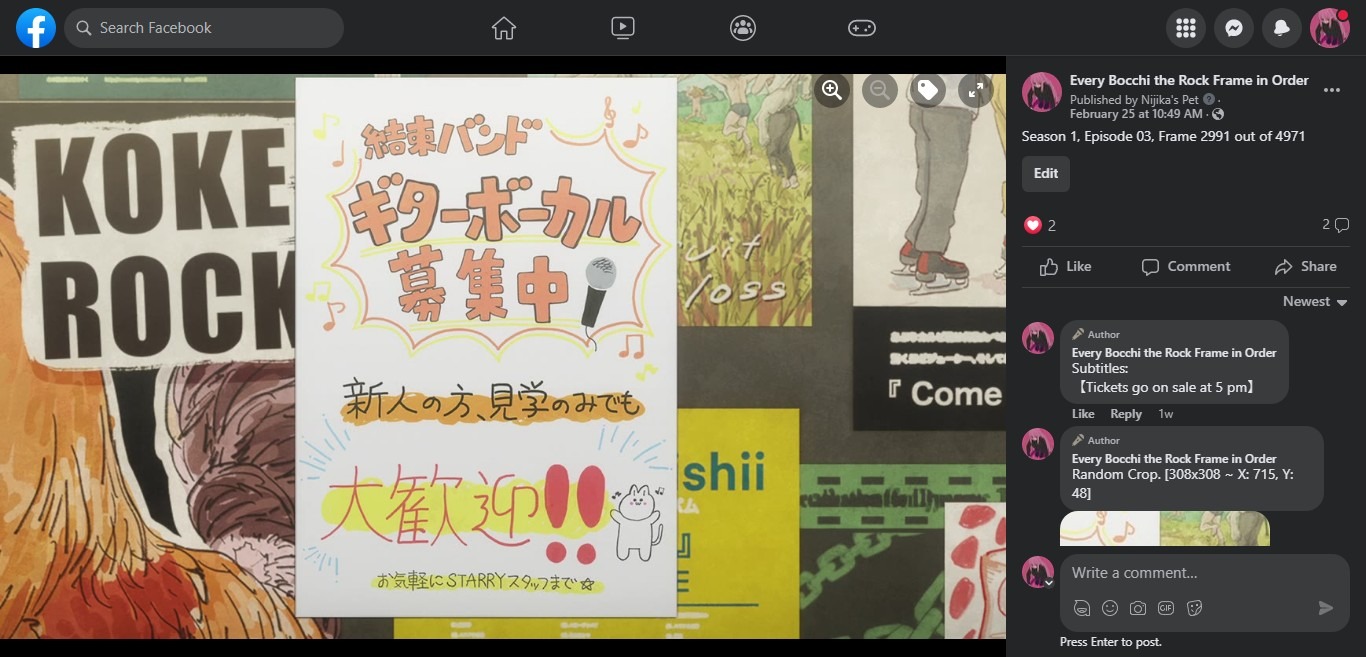 Search Facebook
KOKE
ROCK
結束バンド
ギターボーカル
募集中
新人の方、見学のみでも
大歓迎!!
お気軽にSTARRYスタッフまで☆
uit
loss
『 Come
ishii
』
E
Every Bocchi the Rock Frame in Order
Published by Nijika's Pet ·
February 25 at 10:49 AM ·
Season 1, Episode 03, Frame 2991 out of 4971
Edit
2
2
Like
Comment
Share
Newest
Author
Every Bocchi the Rock Frame in Order
Subtitles:
【Tickets go on sale at 5 pm】
Like Reply 1w
Author
Every Bocchi the Rock Frame in Order
Random Crop. [308x308 ~ X: 715, Y:
48]
Write a comment...
GIF
Press Enter to post.